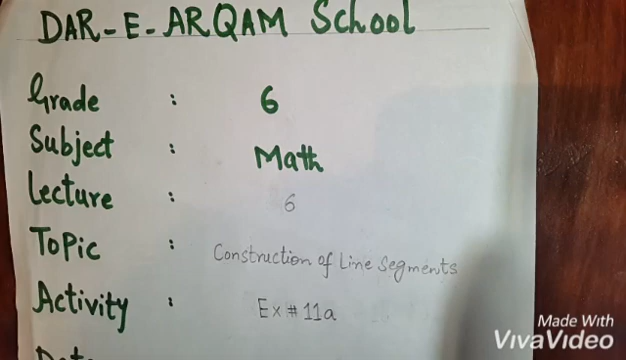 DAR-E-ARQAM School
Grade : 6
Subject : Math
Lecture : 6
Topic : Construction of Line Segments
Activity : Ex # 11a
Made With
VivaVideo